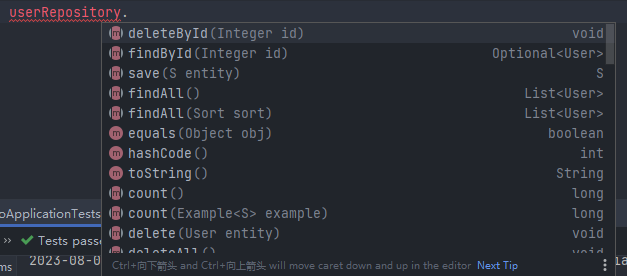 userRepository.
deleteById(Integer id) void
findById(Integer id) Optional<User>
save(S entity) S
findAll() List<User>
findAll(Sort sort) List<User>
equals(Object obj) boolean
hashCode() int
toString() String
count() long
count(Example<S> example) long
delete(User entity) void
deleteAll() void
Ctrl+向下箭头 and Ctrl+向上箭头 will move caret down and up in the editor Next Tip
oApplicationTests
Tests passe
ms
2023-08-0